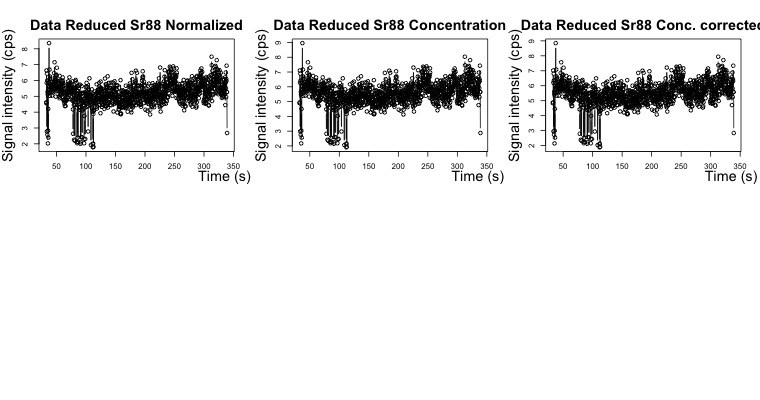 Data Reduced Sr88 Normalized
Signal intensity (cps)
8
7
6
5
4
3
2
50 100 150 200 250 300 350
Time (s)
Data Reduced Sr88 Concentration
Signal intensity (cps)
9
8
7
6
5
4
3
2
50 100 150 200 250 300 350
Time (s)
Data Reduced Sr88 Conc. corrected
Signal intensity (cps)
9
8
7
6
5
4
3
2
50 100 150 200 250 300 350
Time (s)